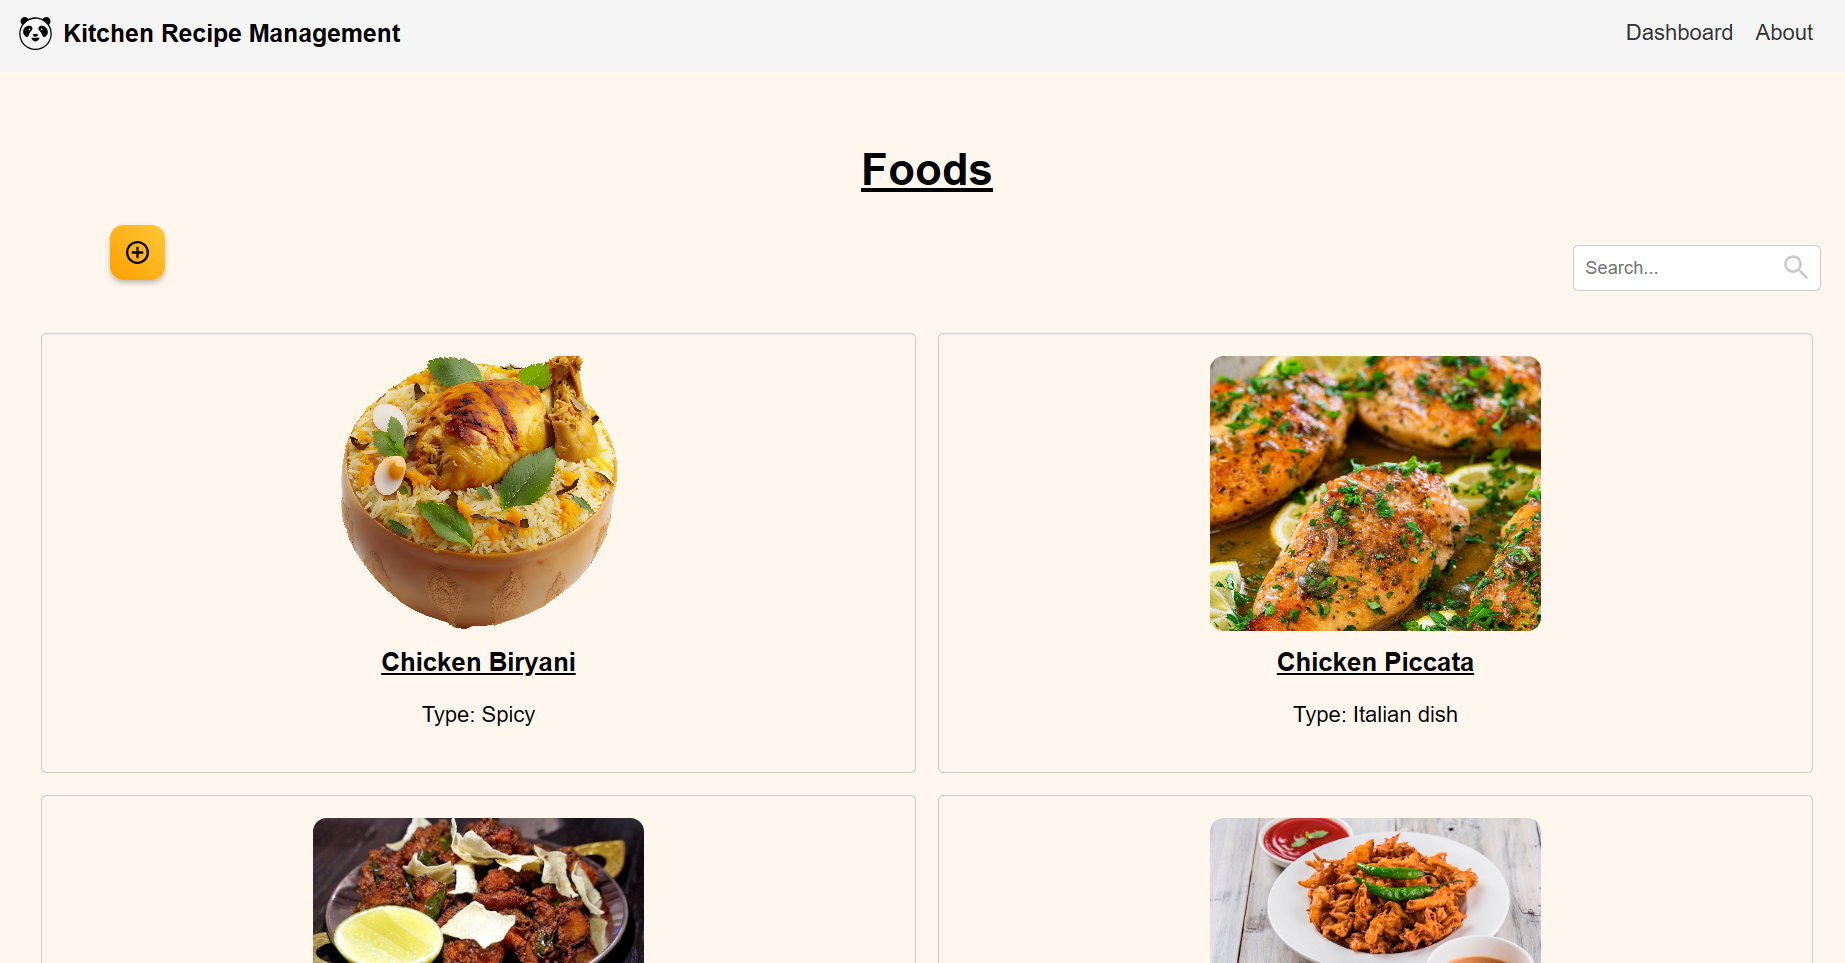 Kitchen Recipe Management
Dashboard About
Foods
Search...
Chicken Biryani
Chicken Piccata
Type: Spicy
Type: Italian dish